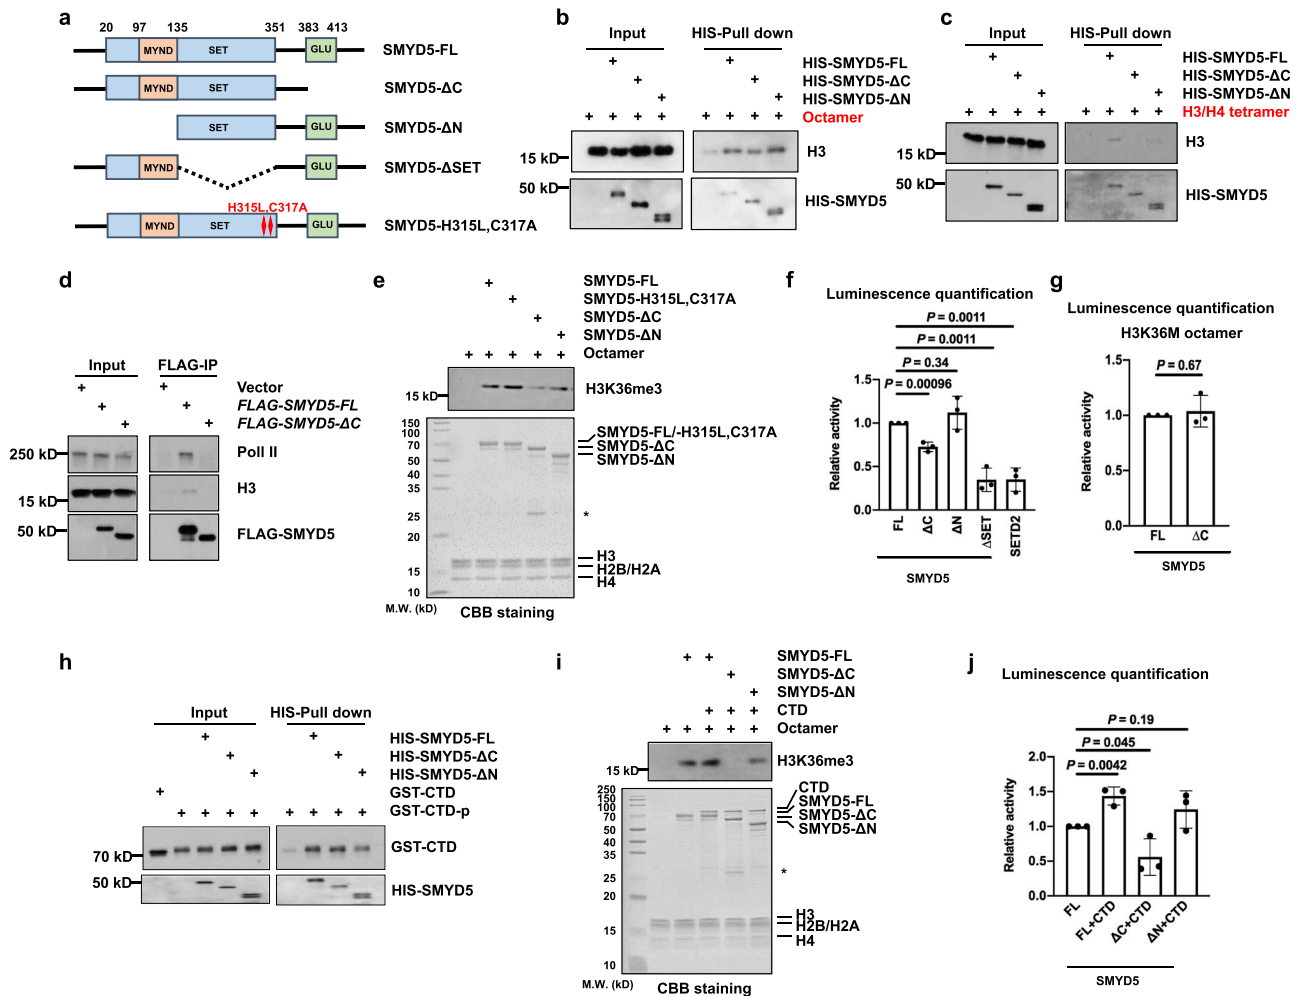 a
20 97 135 351 383 413
MYND SET GLU SMYD5-FL
MYND SET SMYD5-ΔC
SET GLU SMYD5-ΔN
MYND GLU SMYD5-ΔSET
H315L,C317A
MYND SET GLU SMYD5-H315L,C317A
b
Input HIS-Pull down
+ + HIS-SMYD5-FL
+ + HIS-SMYD5-ΔC
+ + HIS-SMYD5-ΔN
+ + + + + + + + Octamer
15 kD H3
50 kD HIS-SMYD5
c
Input HIS-Pull down
+ + HIS-SMYD5-FL
+ + HIS-SMYD5-ΔC
+ + HIS-SMYD5-ΔN
+ + + + + + + + H3/H4 tetramer
15 kD H3
50 kD HIS-SMYD5
d
Input FLAG-IP
+ + Vector
+ + FLAG-SMYD5-FL
+ + FLAG-SMYD5-ΔC
250 kD Poll II
15 kD H3
50 kD FLAG-SMYD5
e
+ SMYD5-FL
+ SMYD5-H315L,C317A
+ SMYD5-ΔC
+ SMYD5-ΔN
+ + + + + Octamer
15 kD H3K36me3
150
100
70
50
40
35
25
20
15
10
SMYD5-FL/-H315L,C317A
SMYD5-ΔC
SMYD5-ΔN
*
H3
H2B/H2A
H4
M.W. (kD) CBB staining
f
Luminescence quantification
P = 0.0011
P = 0.0011
P = 0.34
P = 0.00096
Relative activity
1.5
1.0
0.5
0.0
FL ΔC ΔN ΔSET SETD2
SMYD5
g
Luminescence quantification
H3K36M octamer
P = 0.67
Relative activity
1.5
1.0
0.5
0.0
FL ΔC
SMYD5
h
Input HIS-Pull down
+ + HIS-SMYD5-FL
+ + HIS-SMYD5-ΔC
+ + HIS-SMYD5-ΔN
+ GST-CTD
+ + + + + + + + GST-CTD-p
70 kD GST-CTD
50 kD HIS-SMYD5
i
+ + SMYD5-FL
+ SMYD5-ΔC
+ SMYD5-ΔN
+ + + CTD
+ + + + + Octamer
15 kD H3K36me3
250
150
100
70
50
40
35
25
20
15
10
CTD
SMYD5-FL
SMYD5-ΔC
SMYD5-ΔN
*
H3
H2B/H2A
H4
M.W. (kD) CBB staining
j
Luminescence quantification
P = 0.19
P = 0.045
P = 0.0042
Relative activity
2.0
1.5
1.0
0.5
0.0
FL FL+CTD ΔC+CTD ΔN+CTD
SMYD5